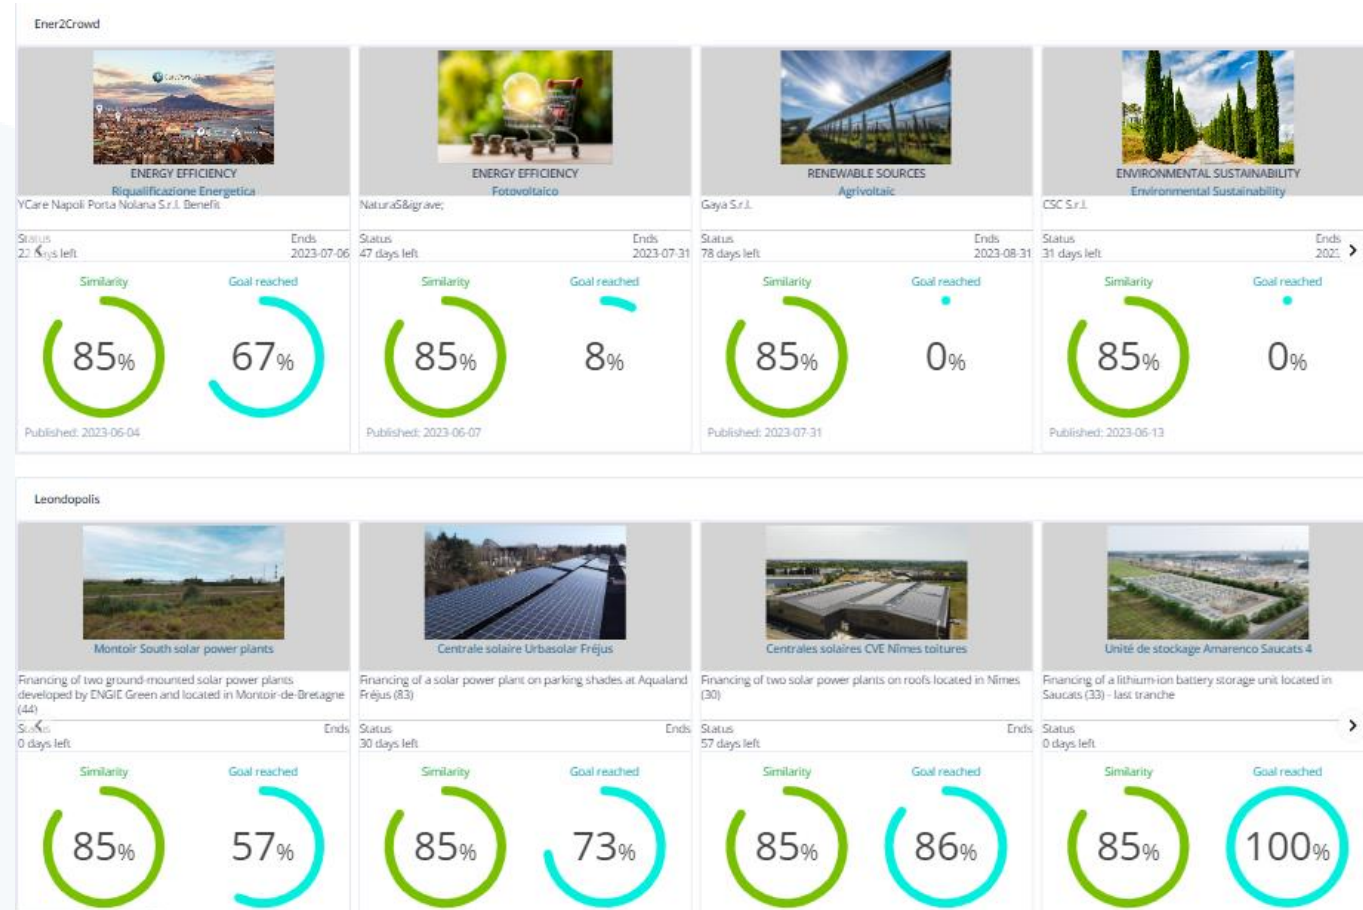 Ener2Crowd
ENERGY EFFICIENCY
Riqualificazione Energetica
YCare Napoli Porta Nolana S.r.l. Benefit
Status
Ends
22 days left
2023-07-06
Similarity
Goal reached
85%
67%
Published: 2023-06-04
ENERGY EFFICIENCY
Fotovoltaico
NaturaS&igrave;
Status
Ends
47 days left
2023-07-31
Similarity
Goal reached
85%
8%
Published: 2023-06-07
RENEWABLE SOURCES
Agrivoltaic
Gaya S.r.l.
Status
Ends
78 days left
2023-08-31
Similarity
Goal reached
85%
0%
Published: 2023-07-31
ENVIRONMENTAL SUSTAINABILITY
Environmental Sustainability
CSC S.r.l.
Status
Ends
31 days left
Similarity
Goal reached
85%
0%
Published: 2023-06-13
Leondopolis
Montoir South solar power plants
Financing of two ground-mounted solar power plants
developed by ENGIE Green and located in Montoir-de-Bretagne
(44)
Status
Ends
0 days left
Similarity
Goal reached
85%
57%
Centrale solaire Urbasolar Fréjus
Financing of a solar power plant on parking shades at Aqualand
Fréjus (83)
Status
Ends
30 days left
Similarity
Goal reached
85%
73%
Centrales solaires CVE Nîmes toitures
Financing of two solar power plants on roofs located in Nîmes
(30)
Status
Ends
57 days left
Similarity
Goal reached
85%
86%
Unité de stockage Amarenco Saucats 4
Financing of a lithium-ion battery storage unit located in
Saucats (33) - last tranche
Status
0 days left
Similarity
Goal reached
85%
100%